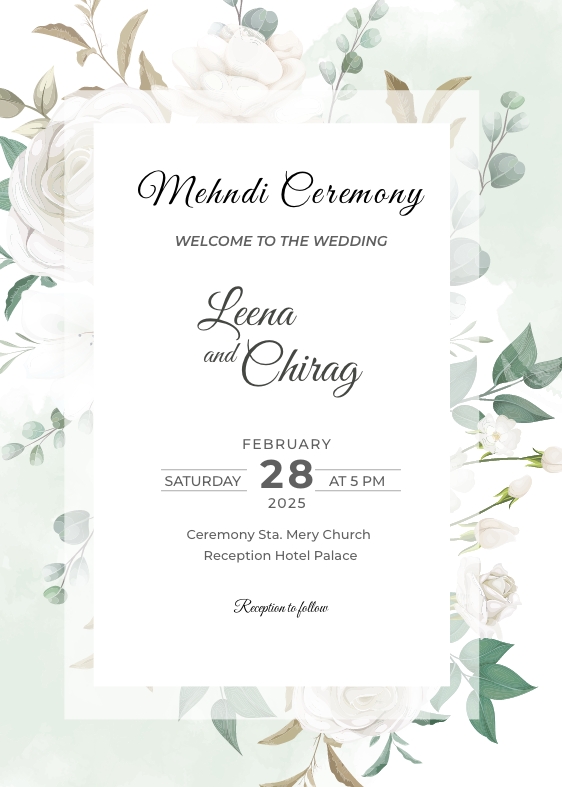 Mehndi Ceremony
WELCOME TO THE WEDDING
Leena
and Chirag
FEBRUARY
SATURDAY 28 AT 5 PM
2025
Ceremony Sta. Mery Church
Reception Hotel Palace
Reception to follow